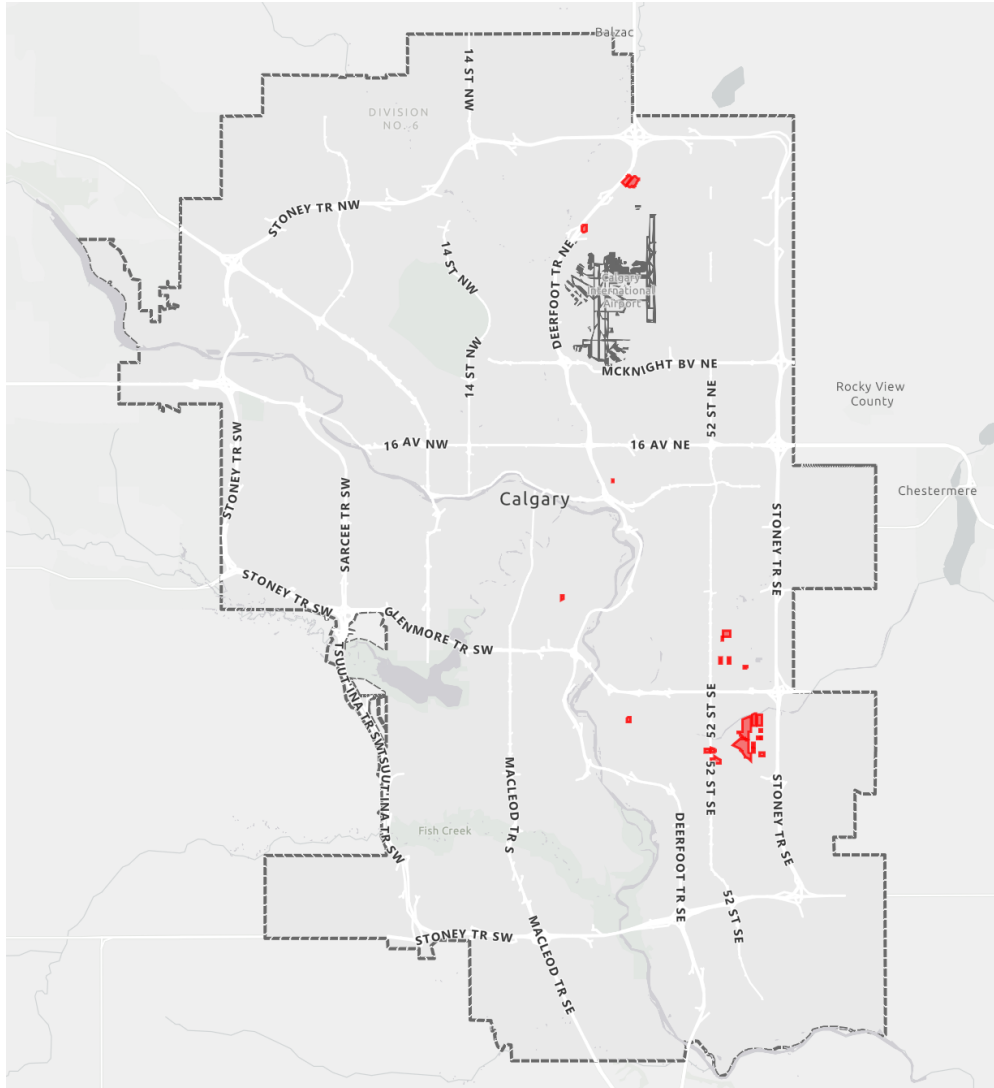 Balzac
14 ST NW
DIVISION
NO. 6
STONEY TR NW
14 ST NW
DEERFOOT TR NE
Calgary
International
Airport
14 ST NW
MCKNIGHT BV NE
52 ST NE
Rocky View
County
16 AV NW
16 AV NE
STONEY TR SW
SARCEE TR SW
Calgary
Chestermere
STONEY TR SE
STONEY TR SW
GLENMORE TR SW
TSUUT'INA TR SW
52 ST SE
TSUUT'INA TR SW
52 ST SE
MACLEOD TR S
STONEY TR SE
DEERFOOT TR SE
Fish Creek
52 ST SE
STONEY TR SW
MACLEOD TR SE